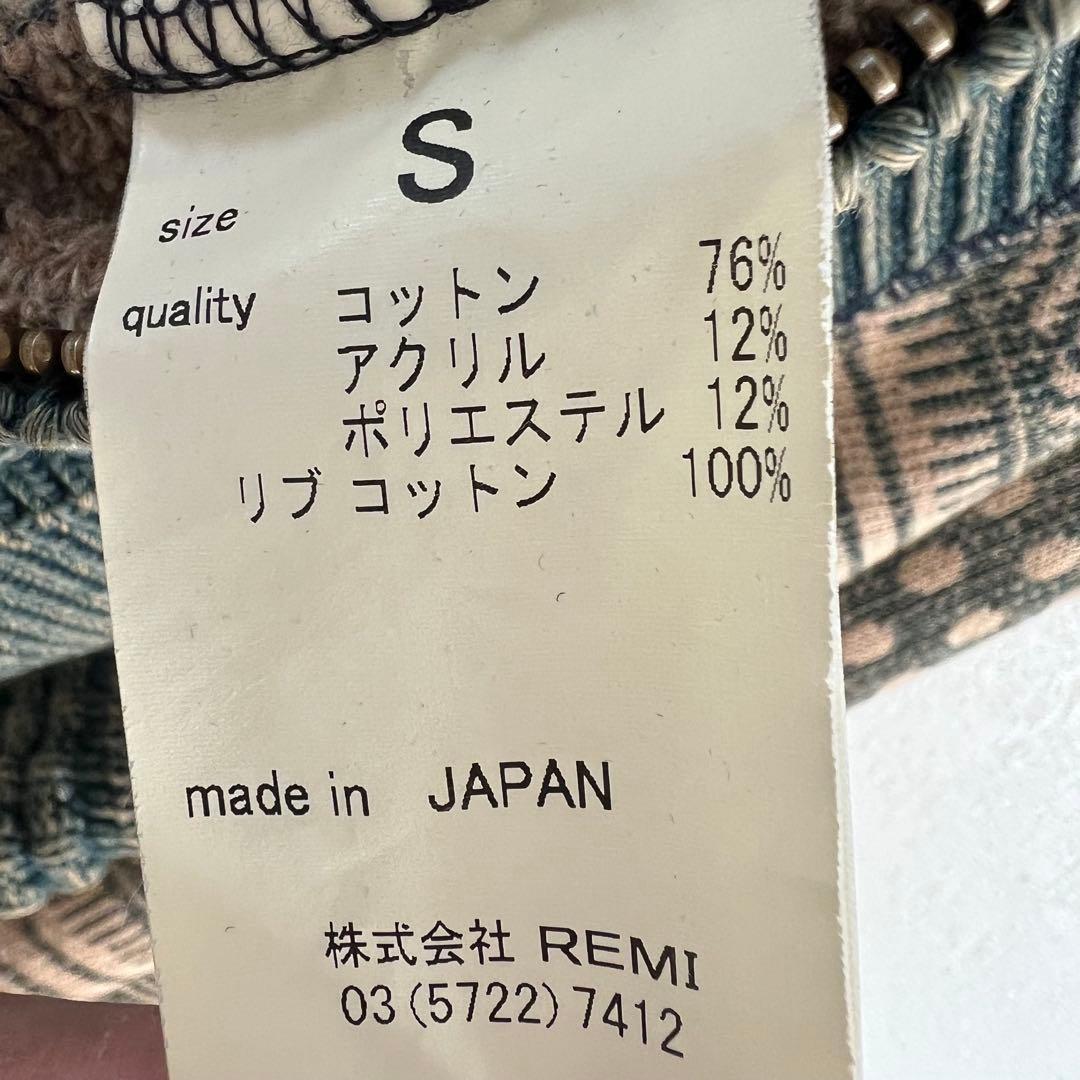 size S
quality コットン 76%
アクリル 12%
ポリエステル 12%
リブ コットン 100%
made in JAPAN
株式会社 REMI
03(5722)7412